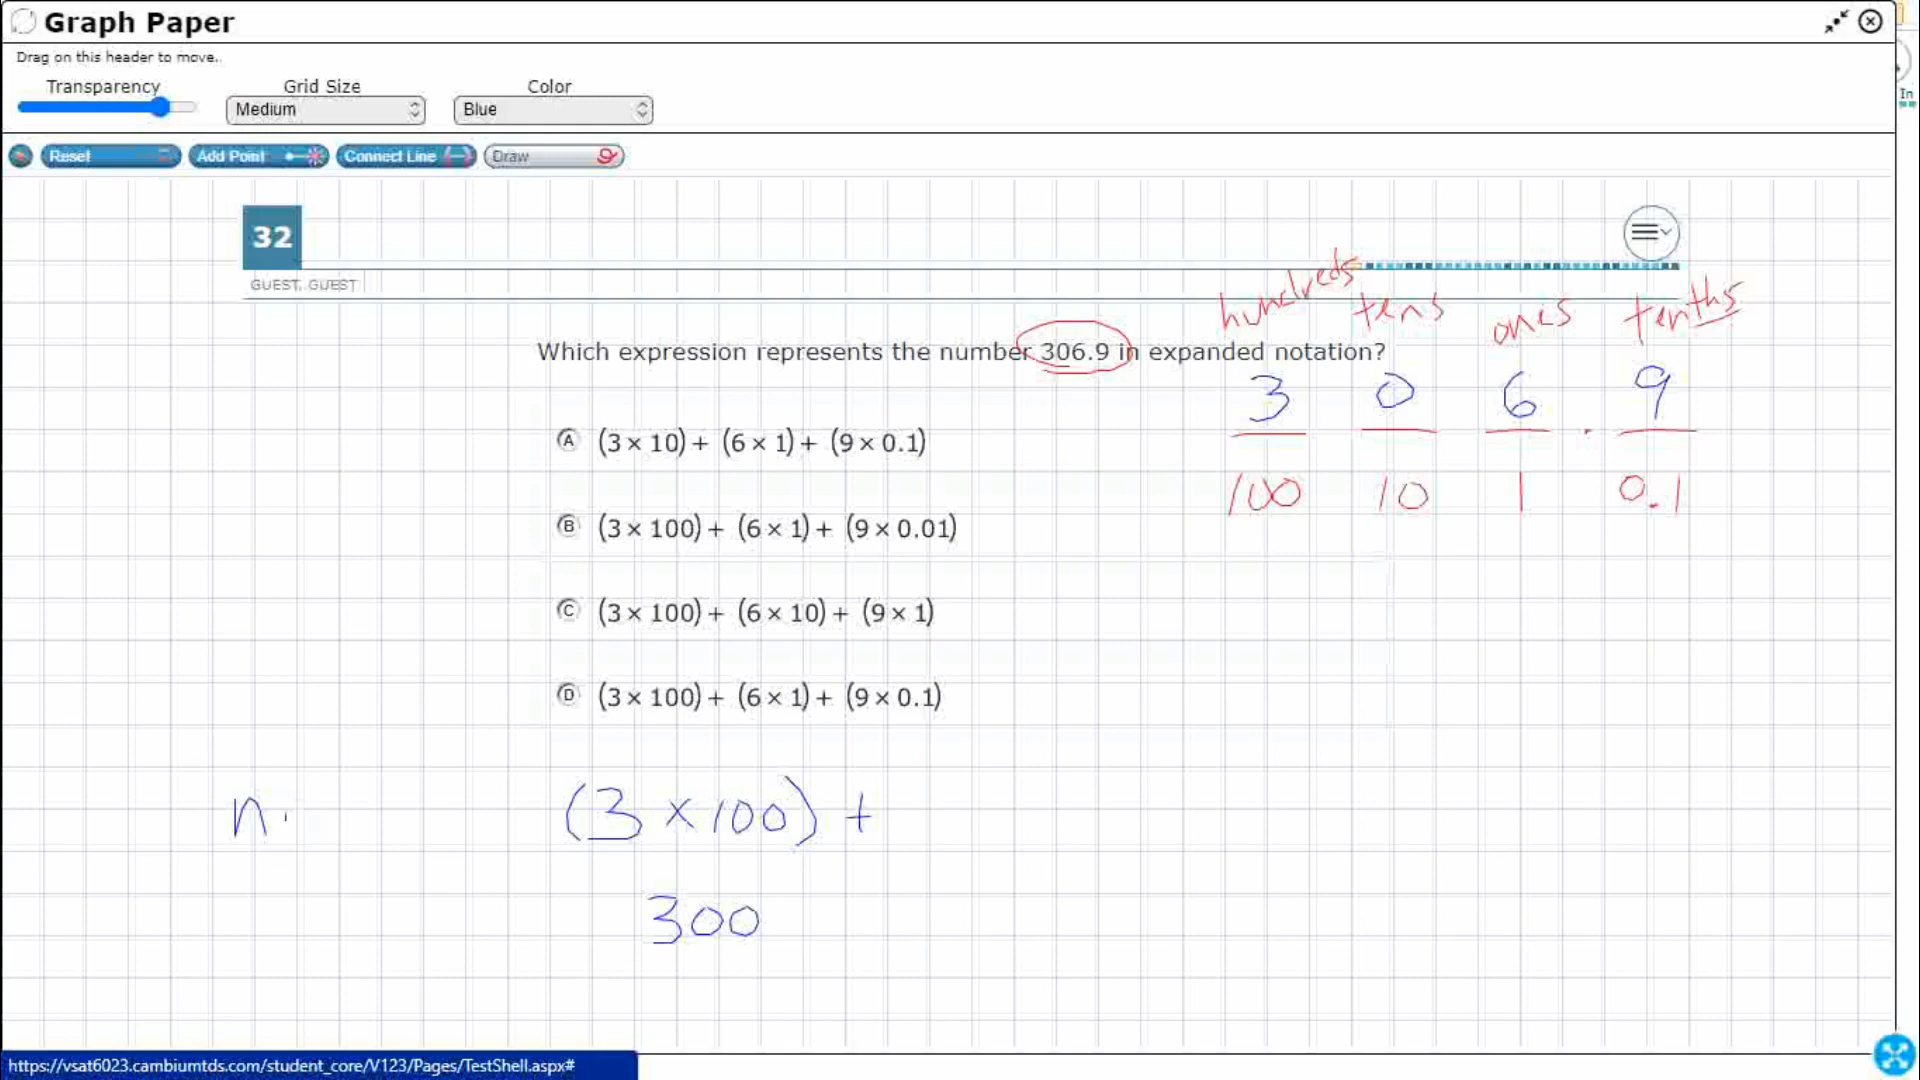 Graph Paper
Drag on this header to move..
Transparency
Grid Size
Color
Medium
Blue
Reset
Add Point
Connect Line
Draw
In
32
GUEST, GUEST
hundreds tens ones tenths
Which expression represents the number 306.9 in expanded notation?
3 0 6 . 9
100 10 1 0.1
A (3 × 10) + (6 × 1) + (9 × 0.1)
B (3 × 100) + (6 × 1) + (9 × 0.01)
C (3 × 100) + (6 × 10) + (9 × 1)
D (3 × 100) + (6 × 1) + (9 × 0.1)
n. (3 × 100) +
300
https://vsat6023.cambiumtds.com/student_core/V123/Pages/TestShell.aspx#